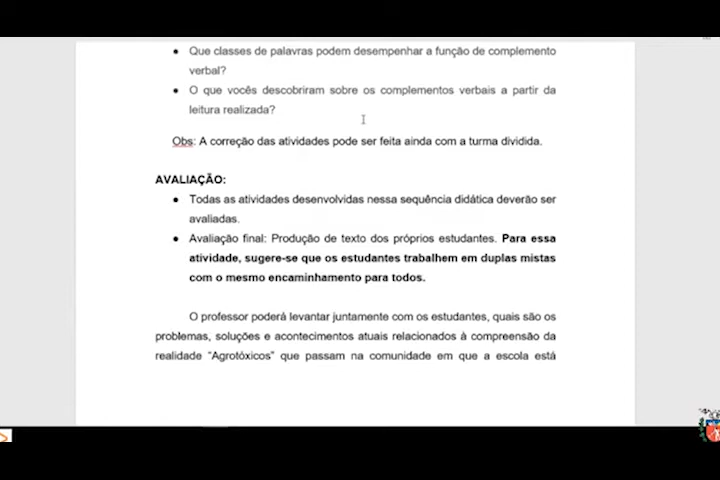 Que classes de palavras podem desempenhar a função de complemento
verbal?
O que vocês descobriram sobre os complementos verbais a partir da
leitura realizada?
Obs: A correção das atividades pode ser feita ainda com a turma dividida.
AVALIAÇÃO:
Todas as atividades desenvolvidas nessa sequência didática deverão ser
avaliadas.
Avaliação final: Produção de texto dos próprios estudantes. Para essa
atividade, sugere-se que os estudantes trabalhem em duplas mistas
com o mesmo encaminhamento para todos.
O professor poderá levantar juntamente com os estudantes, quais são os
problemas, soluções e acontecimentos atuais relacionados à compreensão da
realidade “Agrotóxicos” que passam na comunidade em que a escola está